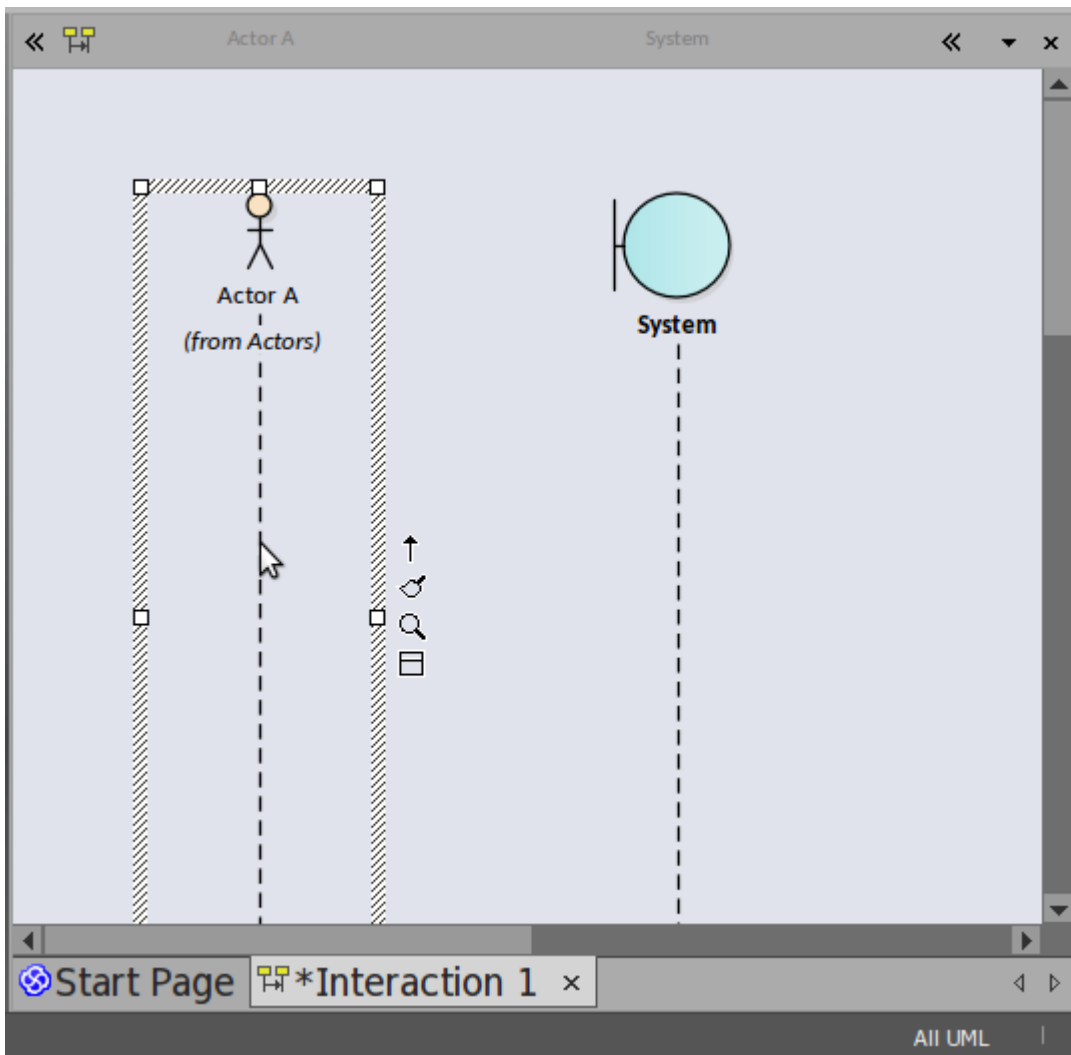 Actor A
System
Actor A
(from Actors)
System
Start Page
*Interaction 1
All UML